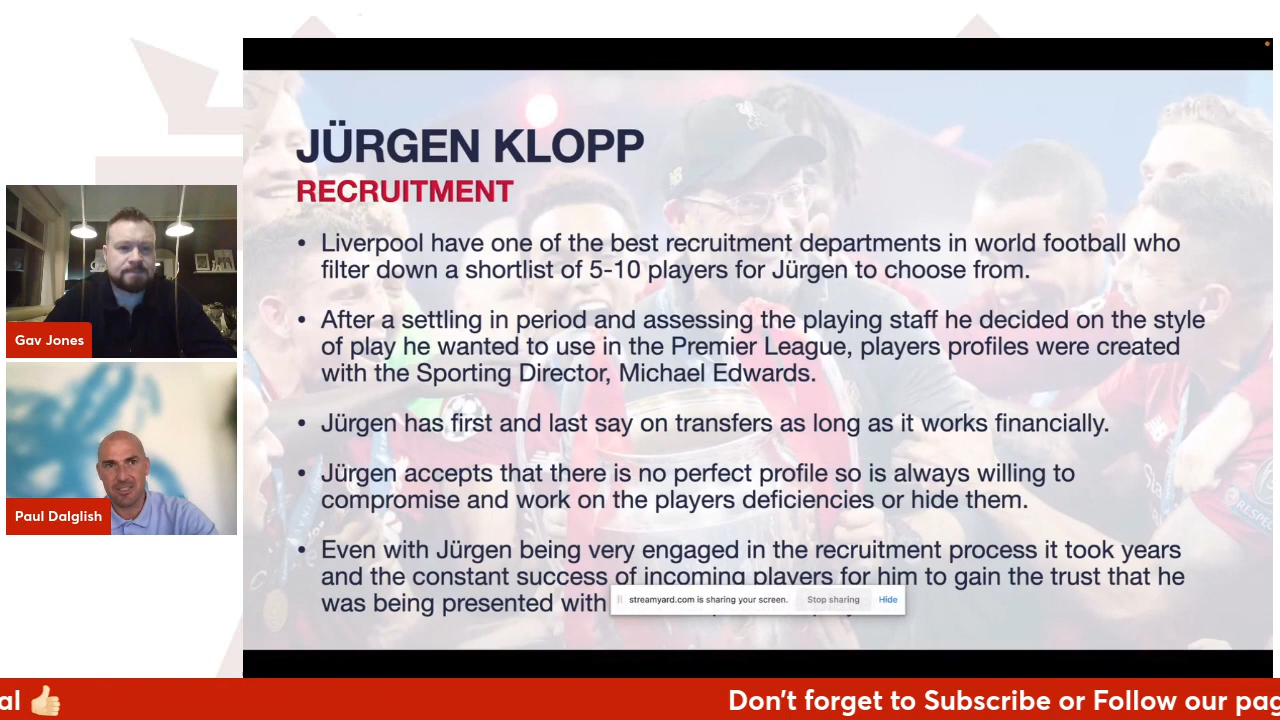 JÜRGEN KLOPP
RECRUITMENT
• Liverpool have one of the best recruitment departments in world football who
filter down a shortlist of 5-10 players for Jürgen to choose from.
• After a settling in period and assessing the playing staff he decided on the style
of play he wanted to use in the Premier League, players profiles were created
with the Sporting Director, Michael Edwards.
• Jürgen has first and last say on transfers as long as it works financially.
• Jürgen accepts that there is no perfect profile so is always willing to
compromise and work on the players deficiencies or hide them.
• Even with Jürgen being very engaged in the recruitment process it took years
and the constant success of incoming players for him to gain the trust that he
was being presented with
streamyard.com is sharing your screen. Stop sharing Hide
Gav Jones
Paul Dalglish
RESPECT
al 👍🏻 Don't forget to Subscribe or Follow our pag